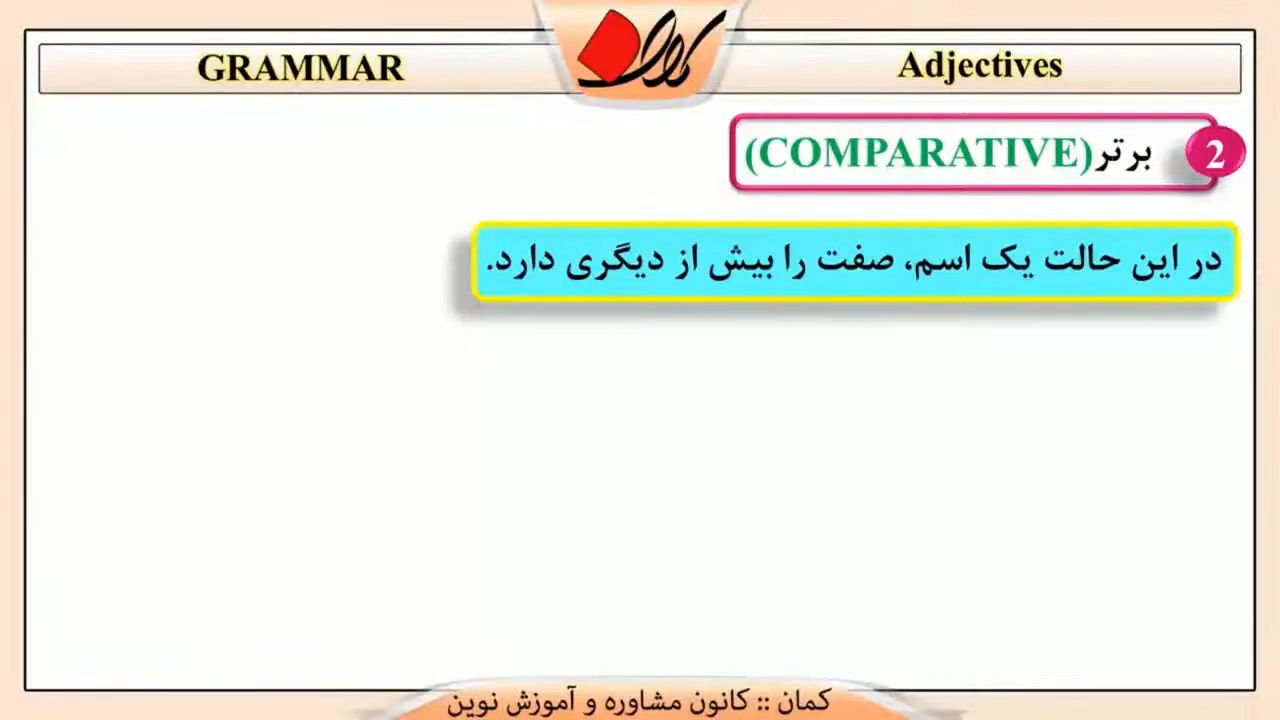 GRAMMAR
Adjectives
کمان
2 برتر(COMPARATIVE)
در این حالت یک اسم، صفت را بیش از دیگری دارد.
کمان :: کانون مشاوره و آموزش نوین